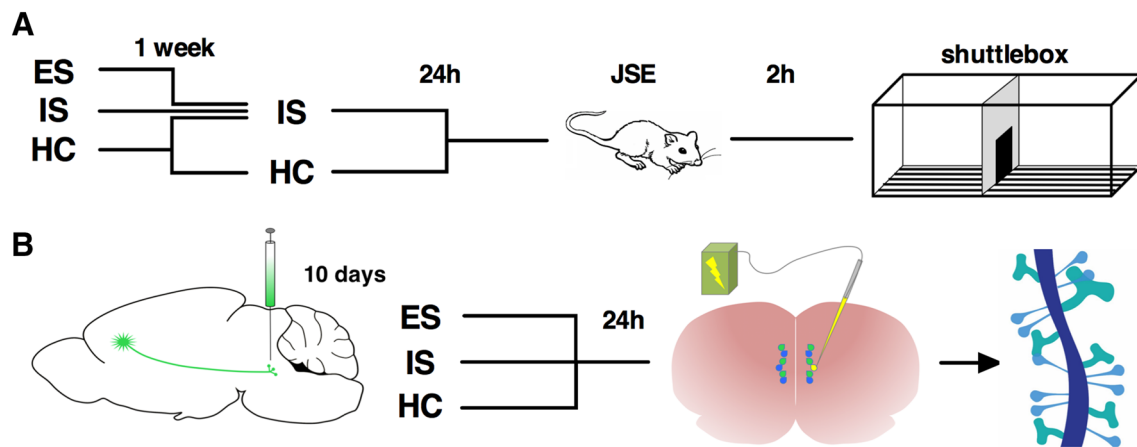 A
1 week
ES
IS
HC
IS
HC
24h
JSE
2h
shuttlebox
B
10 days
ES
IS
HC
24h